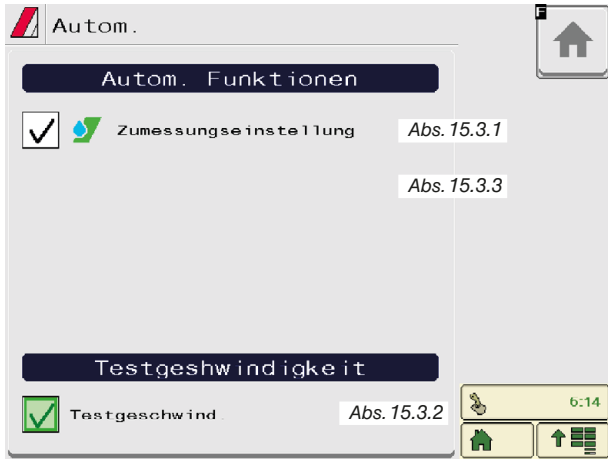 F
Autom.
Autom. Funktionen
Zumessungseinstellung Abs. 15.3.1
Abs. 15.3.3
Testgeshwindigkeit
Testgeschwind. Abs. 15.3.2
6:14